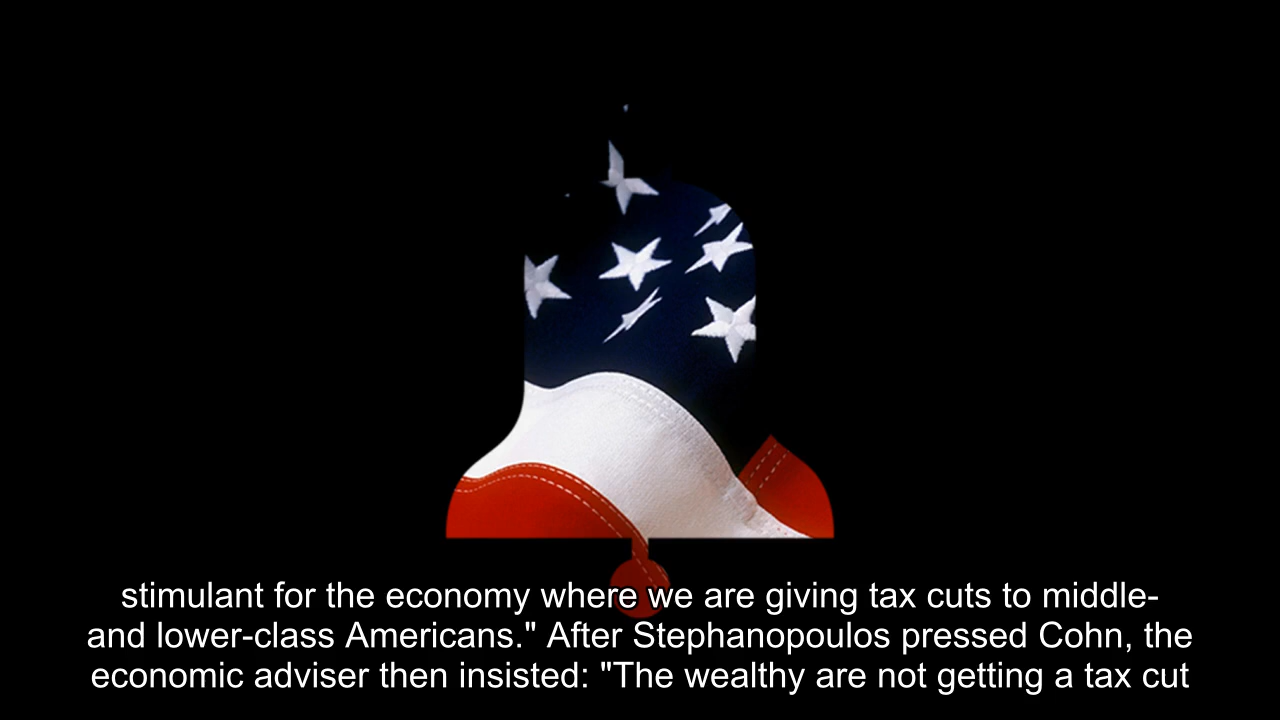 stimulant for the economy where we are giving tax cuts to middle-
and lower-class Americans." After Stephanopoulos pressed Cohn, the
economic adviser then insisted: "The wealthy are not getting a tax cut